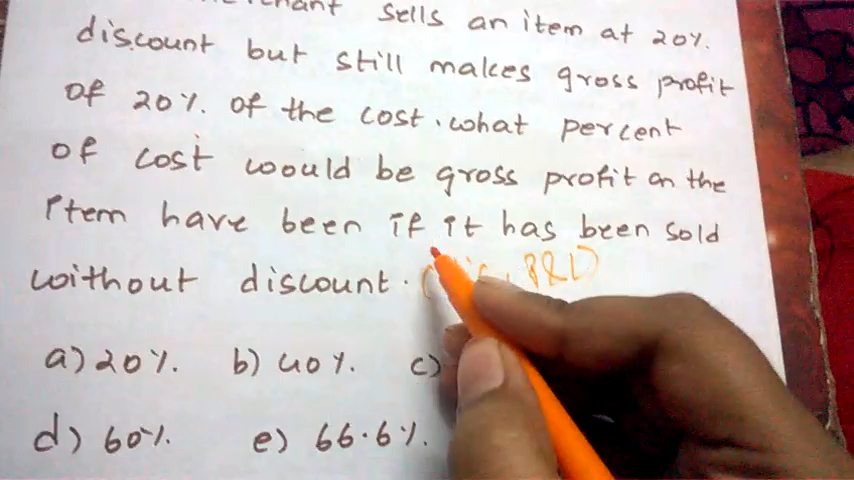 sells an item at 20%.
discount but still makes gross profit
of 20%. of the cost. what percent
of cost woould be gross profit on the
Item have been if it has been sold
without discount. P&L)
a) 20%. b) 40%. c)
d) 60%. e) 66.6%.